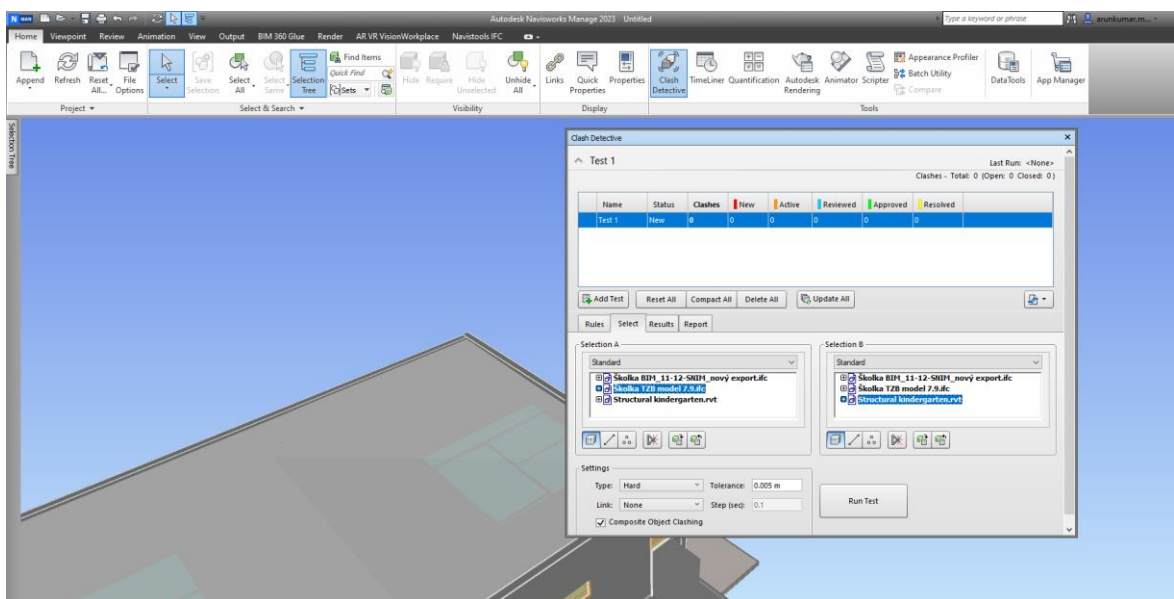 N MAN
Autodesk Navisworks Manage 2023 Untitled
Type a keyword or phrase
arunkumar.m...
Home Viewpoint Review Animation View Output BIM 360 Glue Render AR VR VisionWorkplace Navistools IFC
Append Refresh Reset All... File Options
Select Save Selection Select All Select Same Selection Tree Find Items Quick Find Sets
Hide Require Hide Unselected Unhide All
Links Quick Properties Properties
Clash Detective TimeLiner Quantification Autodesk Rendering Animator Scripter Appearance Profiler Batch Utility Compare DataTools App Manager
Project Select & Search Visibility Display Tools
Selection Tree
Clash Detective
Test 1
Last Run: <None>
Clashes - Total: 0 (Open: 0 Closed: 0)
Name Status Clashes New Active Reviewed Approved Resolved
Test 1 New 0 0 0 0 0 0
Add Test Reset All Compact All Delete All Update All
Rules Select Results Report
Selection A
Standard
Školka BIM_11-12-SNIM_nový export.ifc
Školka TZB model 7.9.ifc
Structural kindergarten.rvt
Selection B
Standard
Školka BIM_11-12-SNIM_nový export.ifc
Školka TZB model 7.9.ifc
Structural kindergarten.rvt
Settings
Type: Hard Tolerance: 0.005 m
Link: None Step (sec): 0.1
Composite Object Clashing
Run Test